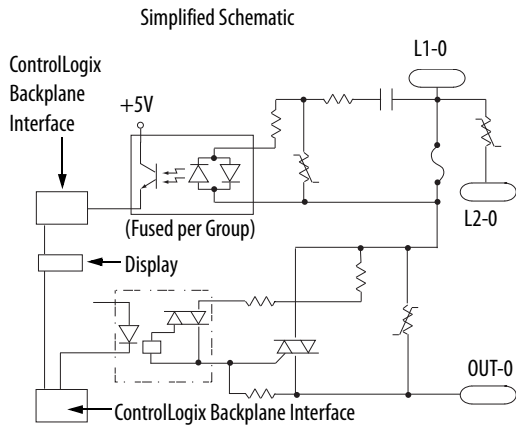 Simplified Schematic
L1-0
ControlLogix
Backplane
Interface
+5V
L2-0
(Fused per Group)
Display
OUT-0
ControlLogix Backplane Interface